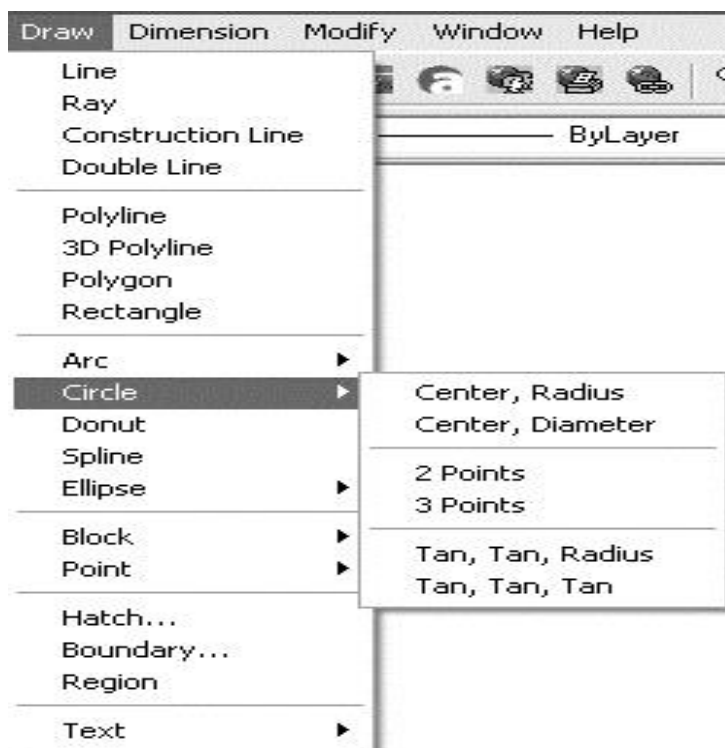 Draw Dimension Modify Window Help
ByLayer
Line
Ray
Construction Line
Double Line
Polyline
3D Polyline
Polygon
Rectangle
Arc
Circle
Donut
Spline
Ellipse
Block
Point
Hatch...
Boundary...
Region
Text
Center, Radius
Center, Diameter
2 Points
3 Points
Tan, Tan, Radius
Tan, Tan, Tan